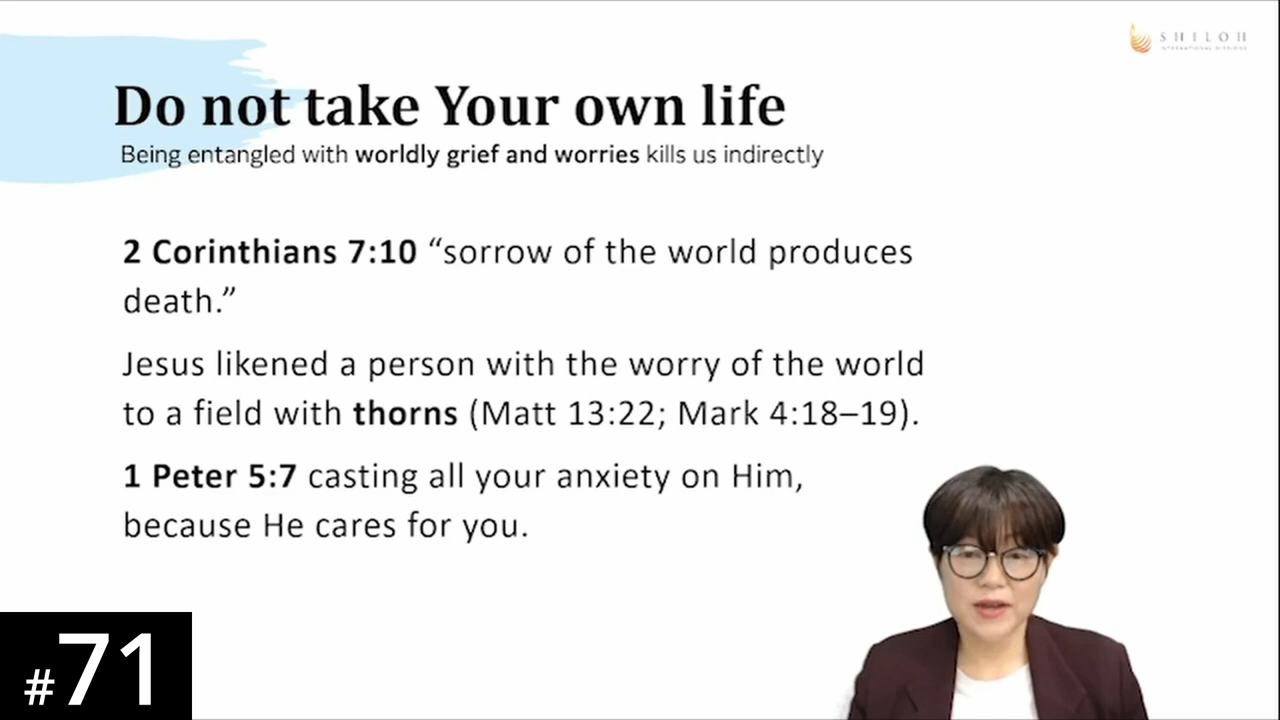 SHILOH
INTERNATIONAL MISSIONS
Do not take Your own life
Being entangled with worldly grief and worries kills us indirectly
2 Corinthians 7:10 “sorrow of the world produces
death.”
Jesus likened a person with the worry of the world
to a field with thorns (Matt 13:22; Mark 4:18–19).
1 Peter 5:7 casting all your anxiety on Him,
because He cares for you.
#71